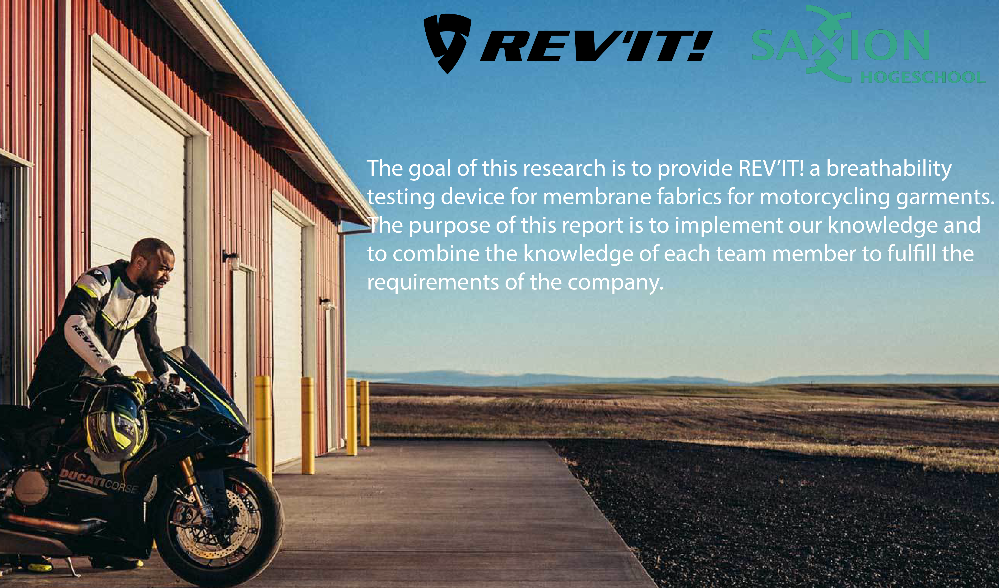 REV'IT!
SAXION
HOGESCHOOL
The goal of this research is to provide REV’IT! a breathability
testing device for membrane fabrics for motorcycling garments.
The purpose of this report is to implement our knowledge and
to combine the knowledge of each team member to fulfill the
requirements of the company.
REV'IT!
DUCATI CORSE